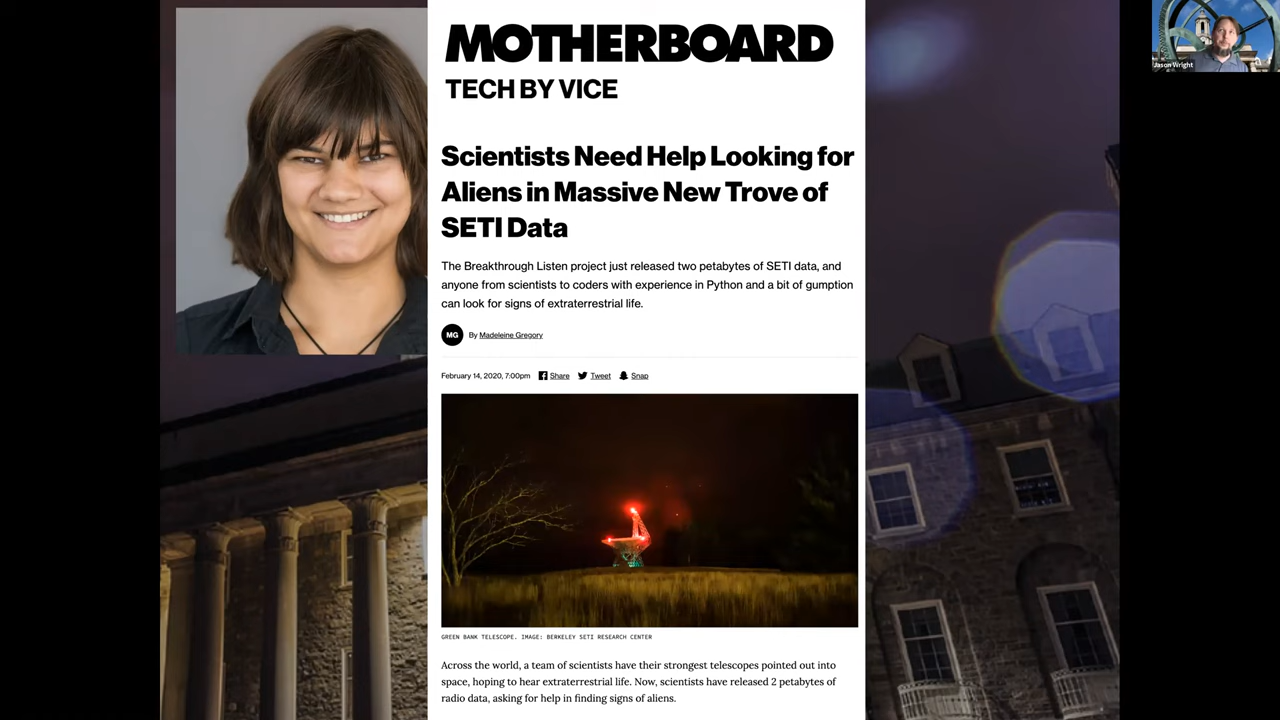 MOTHERBOARD
TECH BY VICE
Scientists Need Help Looking for
Aliens in Massive New Trove of
SETI Data
The Breakthrough Listen project just released two petabytes of SETI data, and
anyone from scientists to coders with experience in Python and a bit of gumption
can look for signs of extraterrestrial life.
MG By Madeleine Gregory
February 14, 2020, 7:00pm Share Tweet Snap
GREEN BANK TELESCOPE. IMAGE: BERKELEY SETI RESEARCH CENTER
Across the world, a team of scientists have their strongest telescopes pointed out into
space, hoping to hear extraterrestrial life. Now, scientists have released 2 petabytes of
radio data, asking for help in finding signs of aliens.
Jason Wright